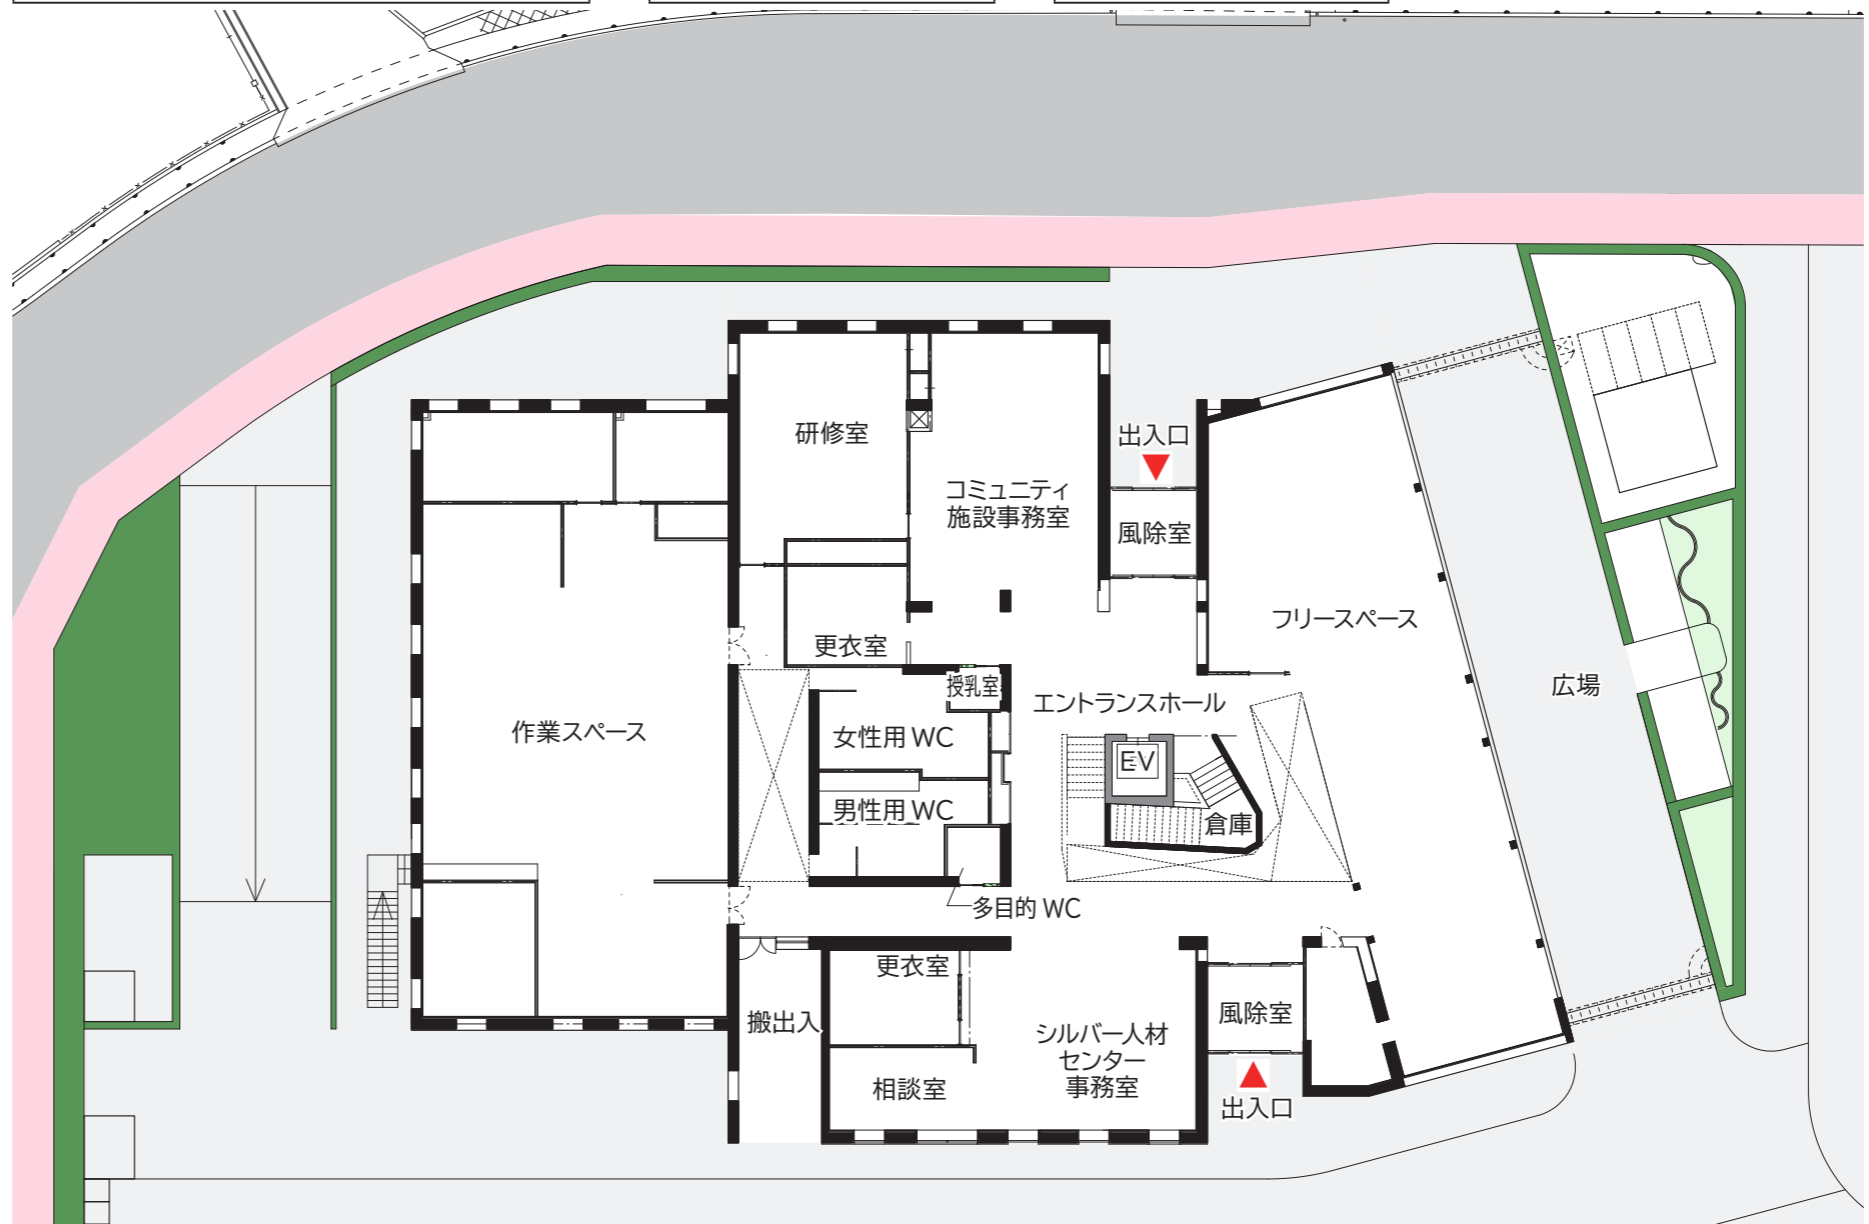 研修室
出入口
コミュニティ
施設事務室
風除室
フリースペース
更衣室
授乳室
エントランスホール
広場
作業スペース
女性用 WC
EV
男性用 WC
倉庫
多目的 WC
更衣室
搬出入
シルバー人材
センター
事務室
風除室
相談室
出入口